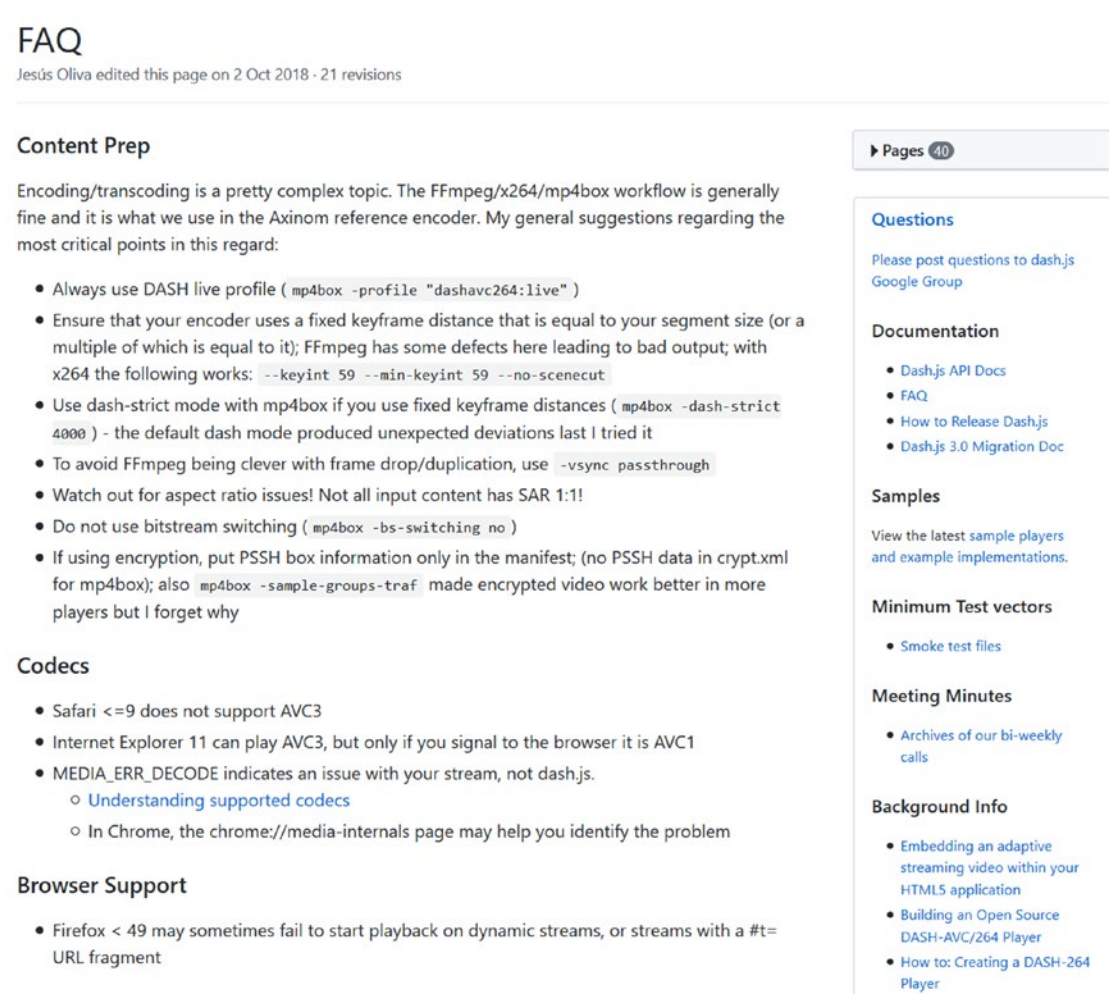 FAQ
Jesús Oliva edited this page on 2 Oct 2018 · 21 revisions
Content Prep
Encoding/transcoding is a pretty complex topic. The FFmpeg/x264/mp4box workflow is generally
fine and it is what we use in the Axinom reference encoder. My general suggestions regarding the
most critical points in this regard:
• Always use DASH live profile ( mp4box -profile "dashavc264:live" )
• Ensure that your encoder uses a fixed keyframe distance that is equal to your segment size (or a
multiple of which is equal to it); FFmpeg has some defects here leading to bad output; with
x264 the following works: --keyint 59 --min-keyint 59 --no-scenecut
• Use dash-strict mode with mp4box if you use fixed keyframe distances ( mp4box -dash-strict
4000 ) - the default dash mode produced unexpected deviations last I tried it
• To avoid FFmpeg being clever with frame drop/duplication, use -vsync passthrough
• Watch out for aspect ratio issues! Not all input content has SAR 1:1!
• Do not use bitstream switching ( mp4box -bs-switching no )
• If using encryption, put PSSH box information only in the manifest; (no PSSH data in crypt.xml
for mp4box); also mp4box -sample-groups-traf made encrypted video work better in more
players but I forget why
Codecs
• Safari <=9 does not support AVC3
• Internet Explorer 11 can play AVC3, but only if you signal to the browser it is AVC1
• MEDIA_ERR_DECODE indicates an issue with your stream, not dash.js.
○ Understanding supported codecs
○ In Chrome, the chrome://media-internals page may help you identify the problem
Browser Support
• Firefox < 49 may sometimes fail to start playback on dynamic streams, or streams with a #t=
URL fragment
Pages 40
Questions
Please post questions to dash.js
Google Group
Documentation
• Dash.js API Docs
• FAQ
• How to Release Dash.js
• Dash.js 3.0 Migration Doc
Samples
View the latest sample players
and example implementations.
Minimum Test vectors
• Smoke test files
Meeting Minutes
• Archives of our bi-weekly
calls
Background Info
• Embedding an adaptive
streaming video within your
HTML5 application
• Building an Open Source
DASH-AVC/264 Player
• How to: Creating a DASH-264
Player